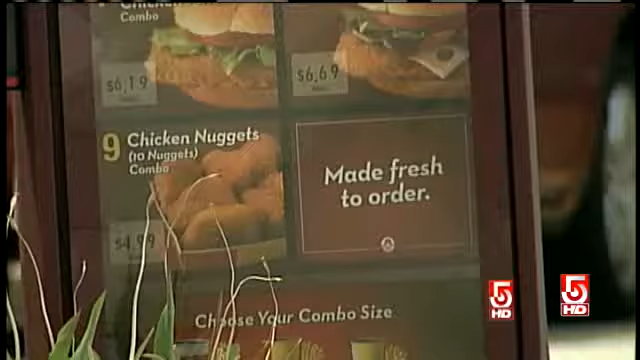 Chicken
Combo
$6.19
$6.69
9 Chicken Nuggets
(10 Nuggets)
Combo
$4.99
Made fresh
to order.
Choose Your Combo Size
5
HD
5
HD